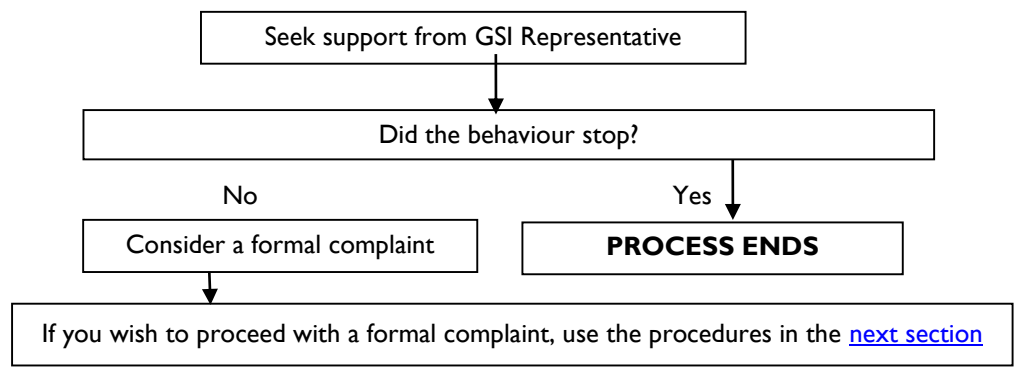 Seek support from GSI Representative
Did the behaviour stop?
No
Yes
Consider a formal complaint
PROCESS ENDS
If you wish to proceed with a formal complaint, use the procedures in the next section